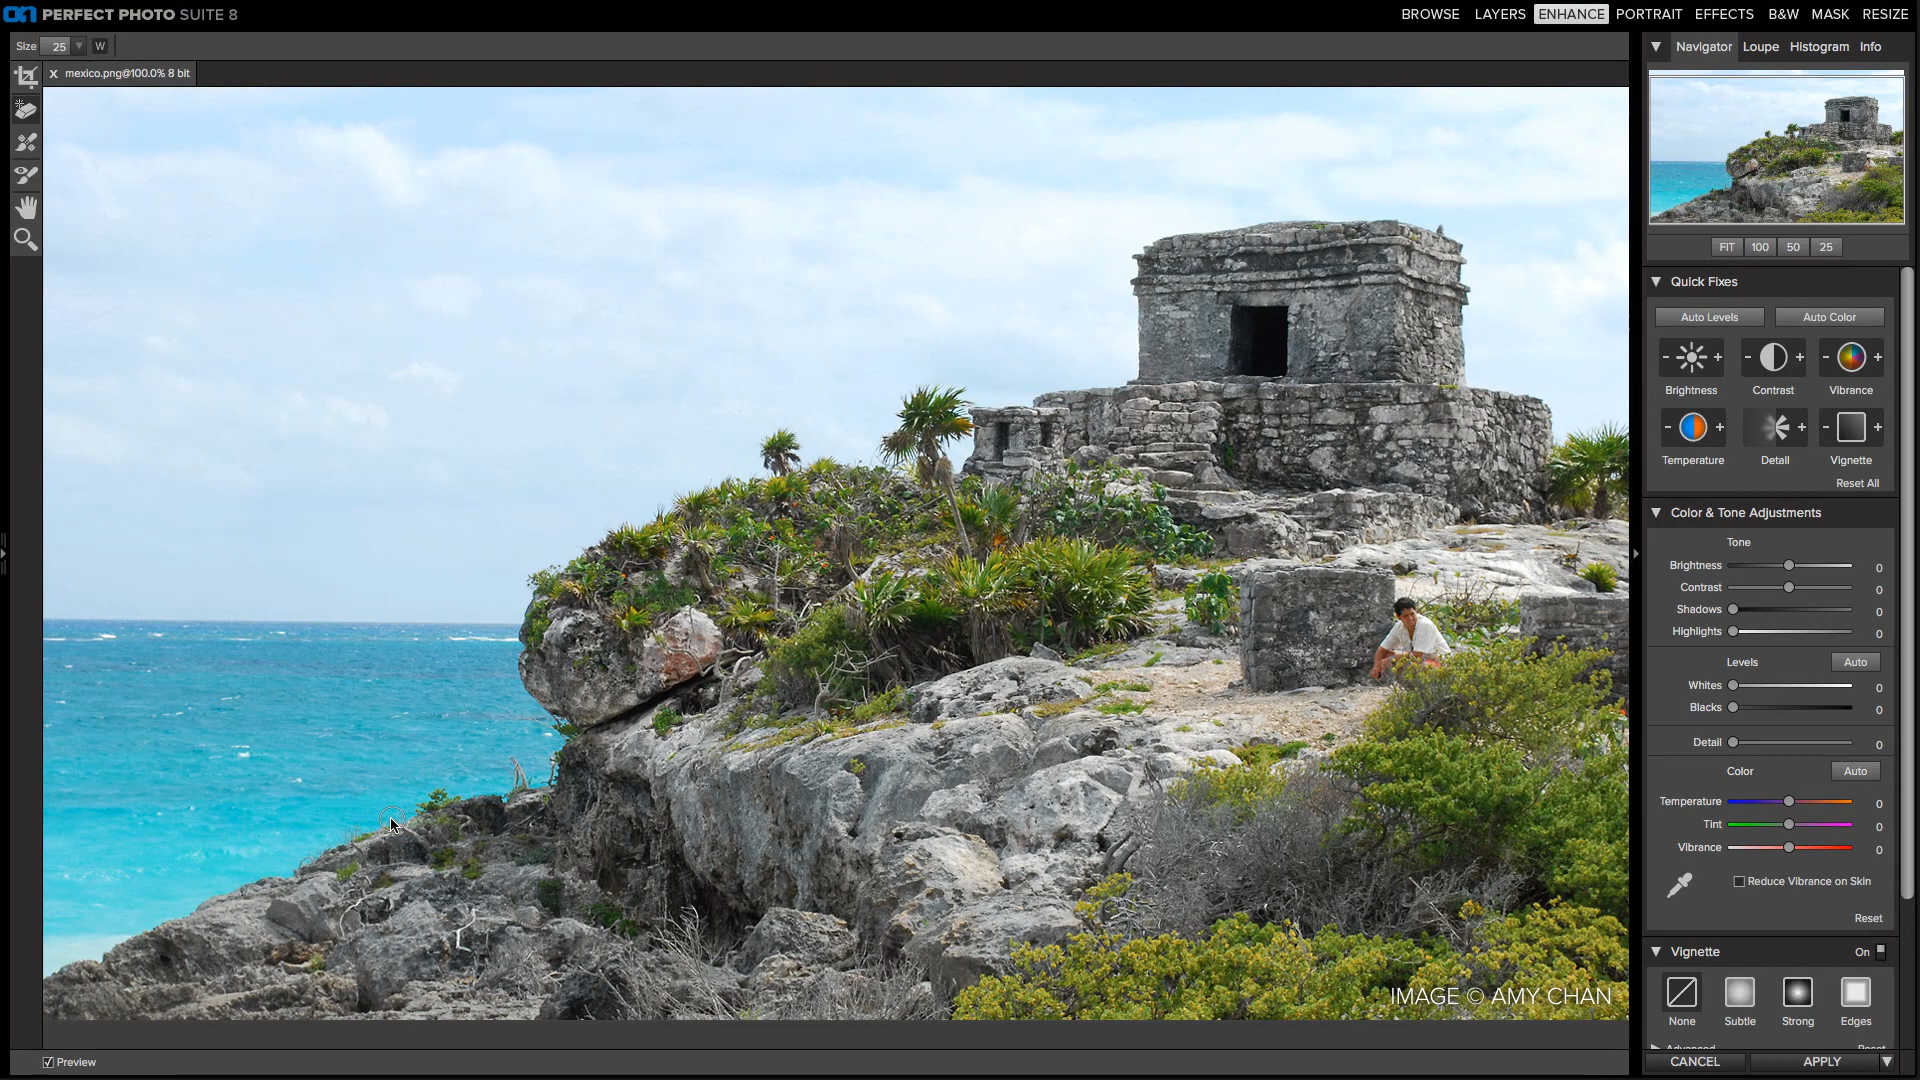 on PERFECT PHOTO SUITE 8
BROWSE LAYERS ENHANCE PORTRAIT EFFECTS B&W MASK RESIZE
Size 25 W
x mexico.png@100.0% 8 bit
Navigator Loupe Histogram Info
FIT 100 50 25
Quick Fixes
Auto Levels Auto Color
Brightness Contrast Vibrance
Temperature Detail Vignette
Reset All
Color & Tone Adjustments
Tone
Brightness 0
Contrast 0
Shadows 0
Highlights 0
Levels Auto
Whites 0
Blacks 0
Detail 0
Color Auto
Temperature 0
Tint 0
Vibrance 0
Reduce Vibrance on Skin
Reset
Vignette On
None Subtle Strong Edges
Advanced Reset
IMAGE © AMY CHAN
Preview
CANCEL APPLY